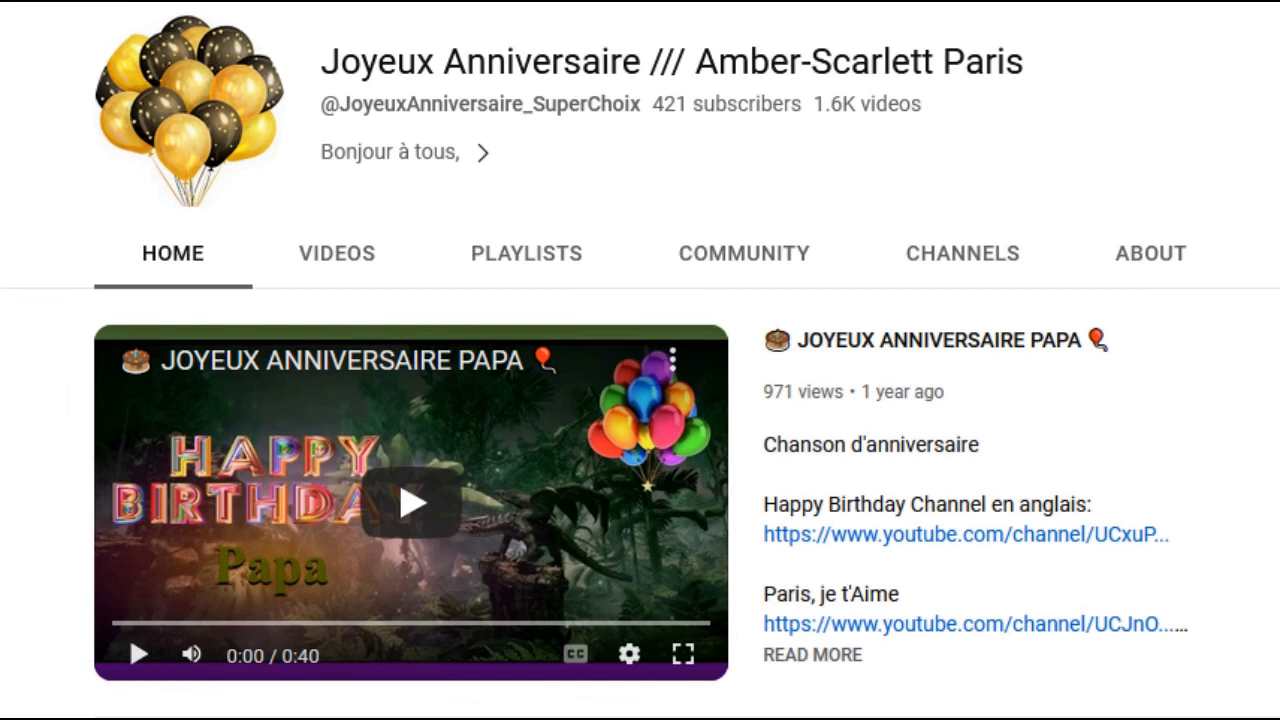 Joyeux Anniversaire /// Amber-Scarlett Paris
@JoyeuxAnniversaire_SuperChoix 421 subscribers 1.6K videos
Bonjour à tous,
HOME VIDEOS PLAYLISTS COMMUNITY CHANNELS ABOUT
JOYEUX ANNIVERSAIRE PAPA
HAPPY
BIRTHDAY
Papa
0:00 / 0:40
CC
JOYEUX ANNIVERSAIRE PAPA
971 views • 1 year ago
Chanson d'anniversaire
Happy Birthday Channel en anglais:
https://www.youtube.com/channel/UCxuP...
Paris, je t'Aime
https://www.youtube.com/channel/UCJnO......
READ MORE